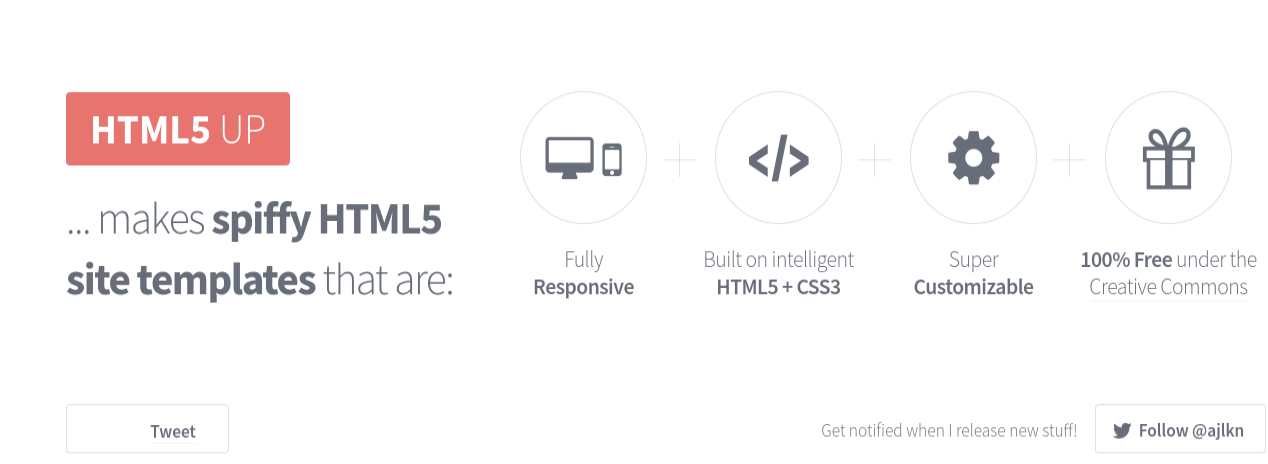 HTML5 UP
... makes spiffy HTML5
site templates that are:
Fully
Responsive
Built on intelligent
HTML5 + CSS3
Super
Customizable
100% Free under the
Creative Commons
Tweet
Get notified when I release new stuff!
Follow @ajlkn